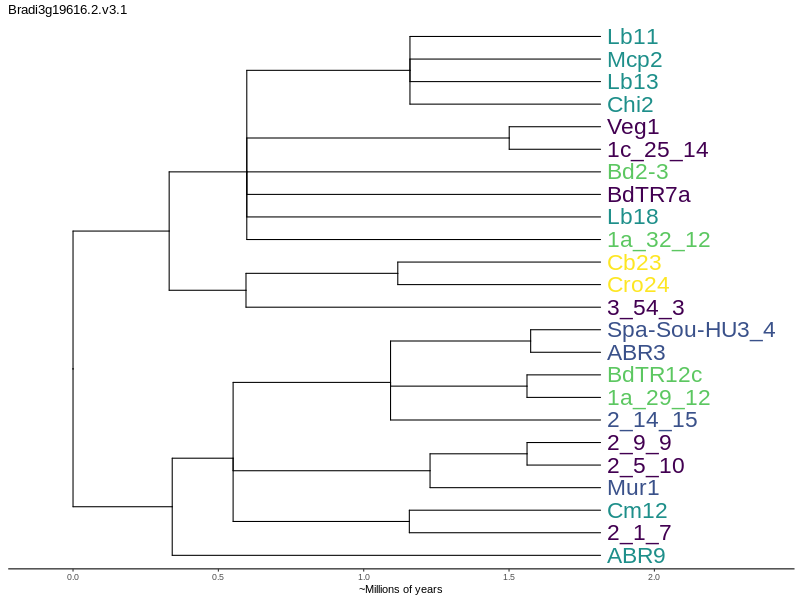 Bradi3g19616.2.v3.1
Lb11
Mcp2
Lb13
Chi2
Veg1
1c_25_14
Bd2-3
BdTR7a
Lb18
1a_32_12
Cb23
Cro24
3_54_3
Spa-Sou-HU3_4
ABR3
BdTR12c
1a_29_12
2_14_15
2_9_9
2_5_10
Mur1
Cm12
2_1_7
ABR9
0.0 0.5 1.0 1.5 2.0
~Millions of years